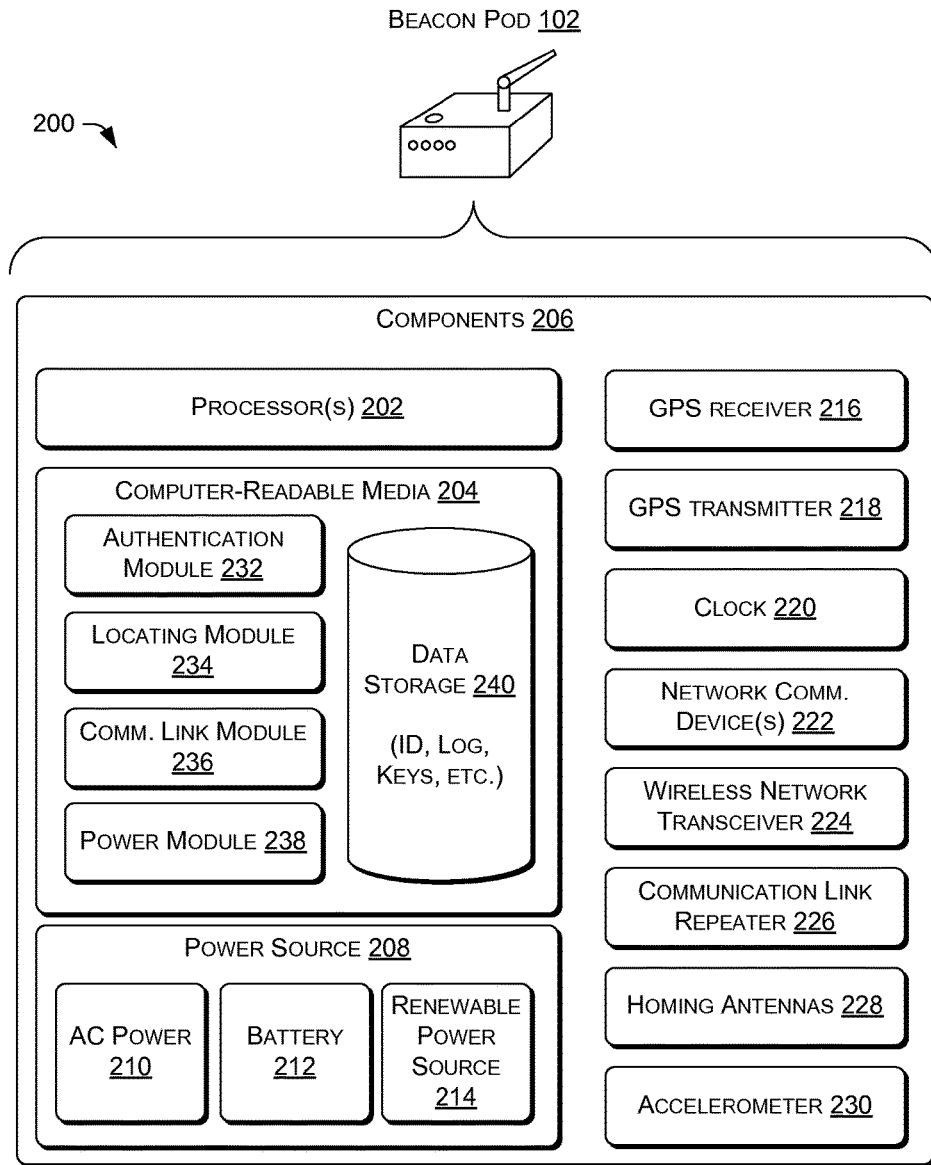 BEACON POD 102
200
COMPONENTS 206
PROCESSOR(S) 202
COMPUTER-READABLE MEDIA 204
AUTHENTICATION
MODULE 232
LOCATING MODULE
234
COMM. LINK MODULE
236
POWER MODULE 238
DATA
STORAGE 240
(ID, LOG,
KEYS, ETC.)
POWER SOURCE 208
AC POWER
210
BATTERY
212
RENEWABLE
POWER
SOURCE
214
GPS RECEIVER 216
GPS TRANSMITTER 218
CLOCK 220
NETWORK COMM.
DEVICE(S) 222
WIRELESS NETWORK
TRANSCEIVER 224
COMMUNICATION LINK
REPEATER 226
HOMING ANTENNAS 228
ACCELEROMETER 230